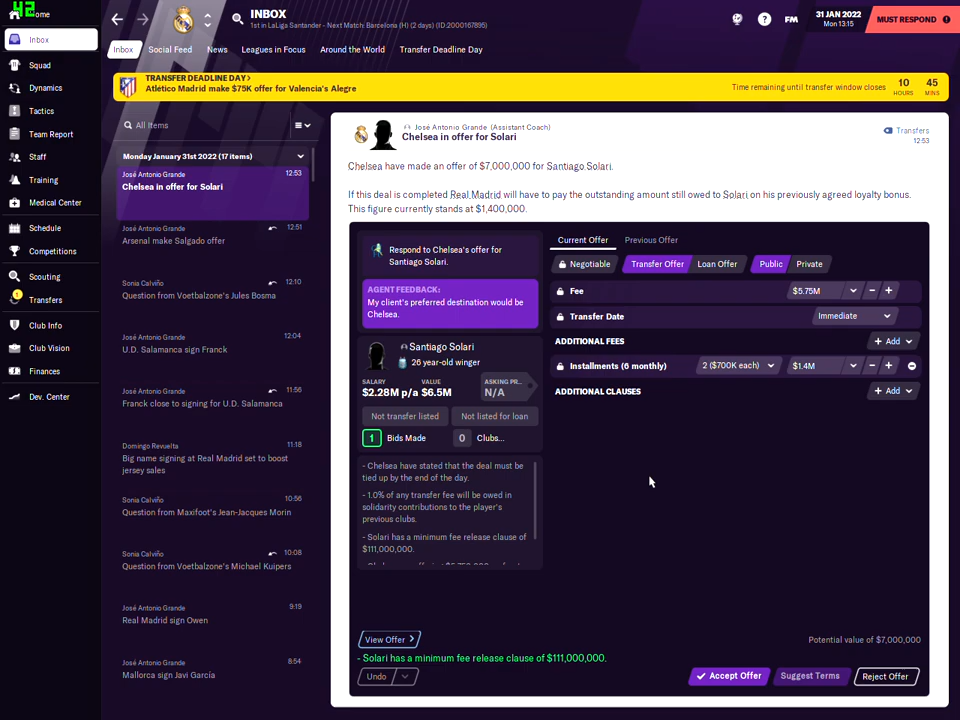 42
ome
INBOX
1st in LaLiga Santander - Next Match: Barcelona (H) (2 days) (ID:2000167895)
FM
31 JAN 2022
Mon 13:15
MUST RESPOND
Inbox
Squad
Dynamics
Tactics
Team Report
Staff
Training
Medical Center
Schedule
Competitions
Scouting
1
Transfers
Club Info
Club Vision
Finances
Dev. Center
Inbox
Social Feed
News
Leagues in Focus
Around the World
Transfer Deadline Day
TRANSFER DEADLINE DAY >
Atlético Madrid make $75K offer for Valencia's Alegre
Time remaining until transfer window closes
10
HOURS
45
MINS
All Items
Monday January 31st 2022 (17 items)
José Antonio Grande
12:53
Chelsea in offer for Solari
José Antonio Grande
12:51
Arsenal make Salgado offer
Sonia Calviño
12:10
Question from Voetbalzone's Jules Bosma
José Antonio Grande
12:04
U.D. Salamanca sign Franck
José Antonio Grande
11:56
Franck close to signing for U.D. Salamanca
Domingo Revuelta
11:18
Big name signing at Real Madrid set to boost
jersey sales
Sonia Calviño
10:56
Question from Maxifoot's Jean-Jacques Morin
Sonia Calviño
10:08
Question from Voetbalzone's Michael Kuipers
José Antonio Grande
9:19
Real Madrid sign Owen
José Antonio Grande
8:54
Mallorca sign Javi García
José Antonio Grande (Assistant Coach)
Chelsea in offer for Solari
Transfers
12:53
Chelsea have made an offer of $7,000,000 for Santiago Solari.
If this deal is completed Real Madrid will have to pay the outstanding amount still owed to Solari on his previously agreed loyalty bonus.
This figure currently stands at $1,400,000.
Respond to Chelsea's offer for
Santiago Solari.
AGENT FEEDBACK:
My client's preferred destination would be
Chelsea.
Santiago Solari
26 year-old winger
SALARY
$2.28M p/a
VALUE
$6.5M
ASKING PR...
N/A
Not transfer listed
Not listed for loan
1
Bids Made
0
Clubs...
- Chelsea have stated that the deal must be
tied up by the end of the day.
- 1.0% of any transfer fee will be owed in
solidarity contributions to the player's
previous clubs.
- Solari has a minimum fee release clause of
$111,000,000.
Current Offer
Previous Offer
Negotiable
Transfer Offer
Loan Offer
Public
Private
Fee
$5.75M
Transfer Date
Immediate
ADDITIONAL FEES
+ Add
Installments (6 monthly)
2 ($700K each)
$1.4M
ADDITIONAL CLAUSES
+ Add
View Offer
Potential value of $7,000,000
- Solari has a minimum fee release clause of $111,000,000.
Undo
Accept Offer
Suggest Terms
Reject Offer